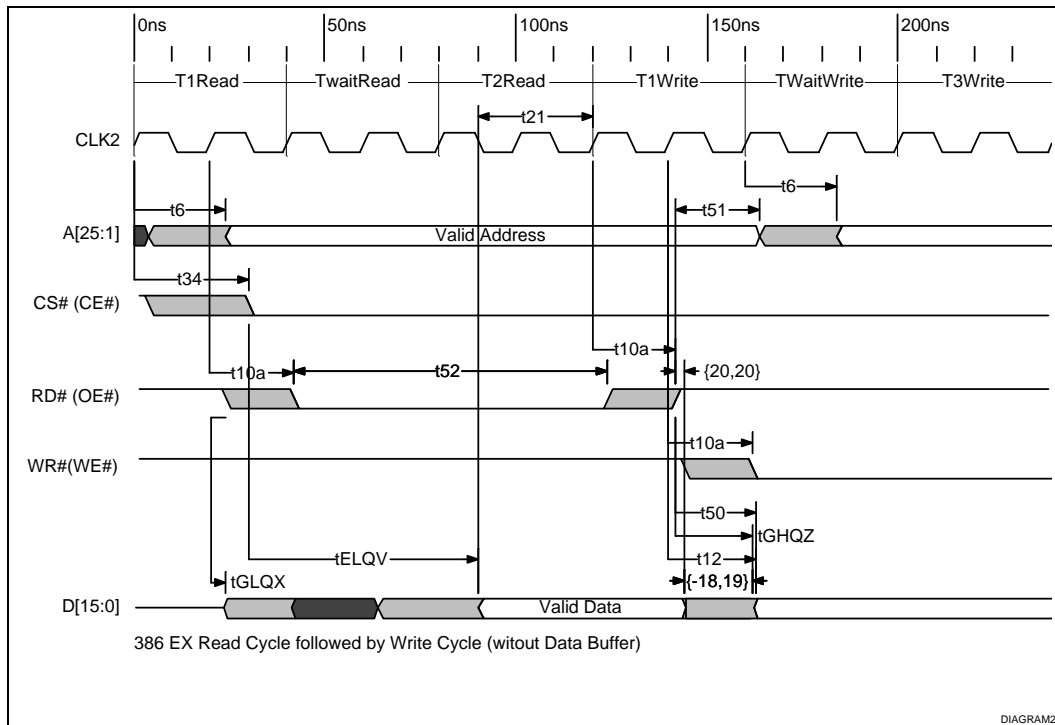 0ns 50ns 100ns 150ns 200ns
T1Read TwaitRead T2Read T1Write TWaitWrite T3Write
t21
CLK2
t6
t6 t51
A[25:1] Valid Address
t34
CS# (CE#)
t10a
t10a t52 {20,20}
RD# (OE#)
t10a
WR#(WE#)
t50
tGHQZ
tELQV t12
tGLQX {-18,19}
D[15:0] Valid Data
386 EX Read Cycle followed by Write Cycle (witout Data Buffer)
DIAGRAM2